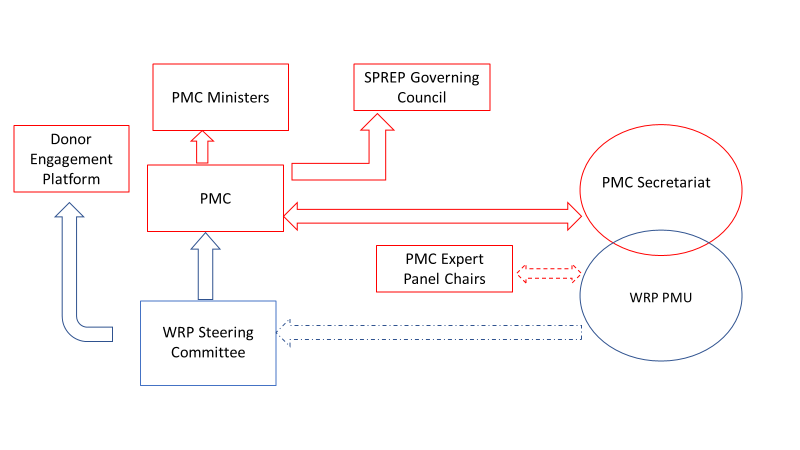 PMC Ministers
SPREP Governing
Council
Donor
Engagement
Platform
PMC
PMC Secretariat
PMC Expert
Panel Chairs
WRP PMU
WRP Steering
Committee